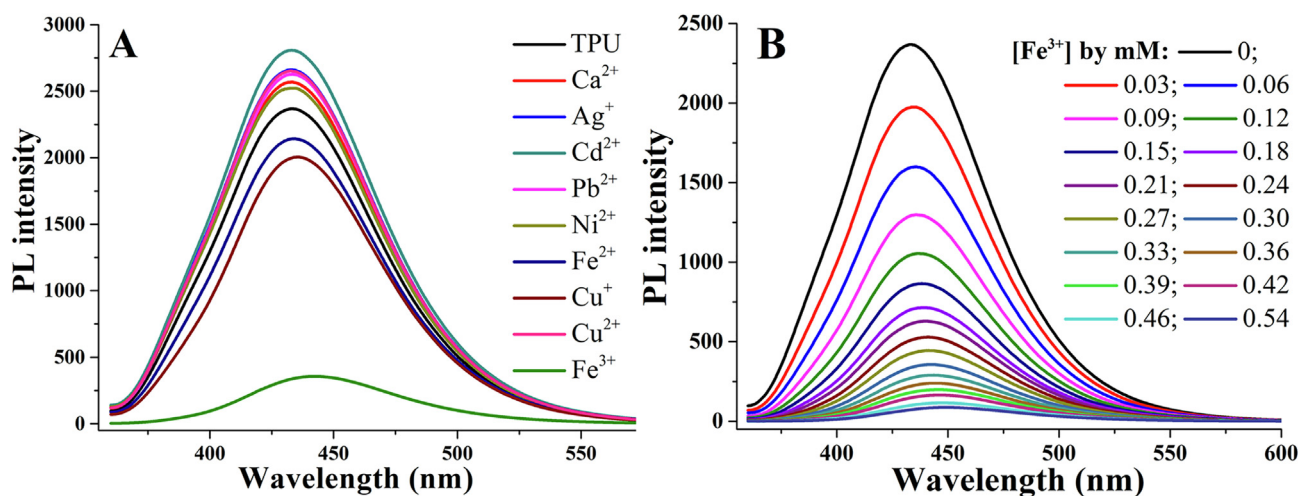 A
3000
2500
2000
1500
1000
500
0
PL intensity
400 450 500 550
Wavelength (nm)
TPU
Ca²⁺
Ag⁺
Cd²⁺
Pb²⁺
Ni²⁺
Fe²⁺
Cu⁺
Cu²⁺
Fe³⁺
B
2500
2000
1500
1000
500
0
PL intensity
400 450 500 550 600
Wavelength (nm)
[Fe³⁺] by mM: 0;
0.03; 0.06
0.09; 0.12
0.15; 0.18
0.21; 0.24
0.27; 0.30
0.33; 0.36
0.39; 0.42
0.46; 0.54